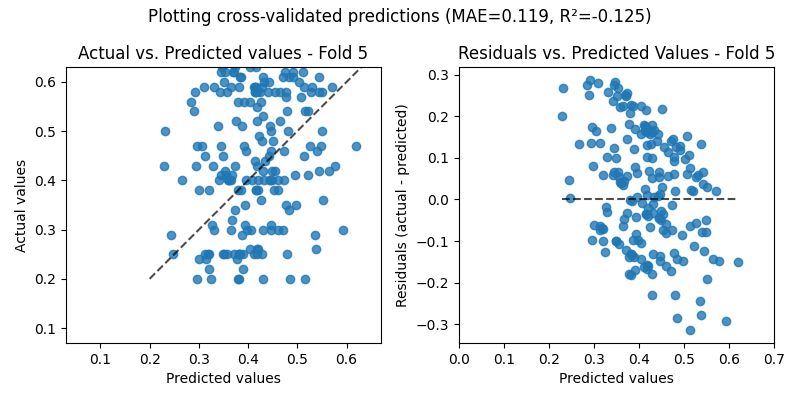 Plotting cross-validated predictions (MAE=0.119, R²=-0.125)
Actual vs. Predicted values - Fold 5
Actual values
0.6
0.5
0.4
0.3
0.2
0.1
0.1 0.2 0.3 0.4 0.5 0.6
Predicted values
Residuals vs. Predicted Values - Fold 5
Residuals (actual - predicted)
0.3
0.2
0.1
0.0
−0.1
−0.2
−0.3
0.0 0.1 0.2 0.3 0.4 0.5 0.6 0.7
Predicted values